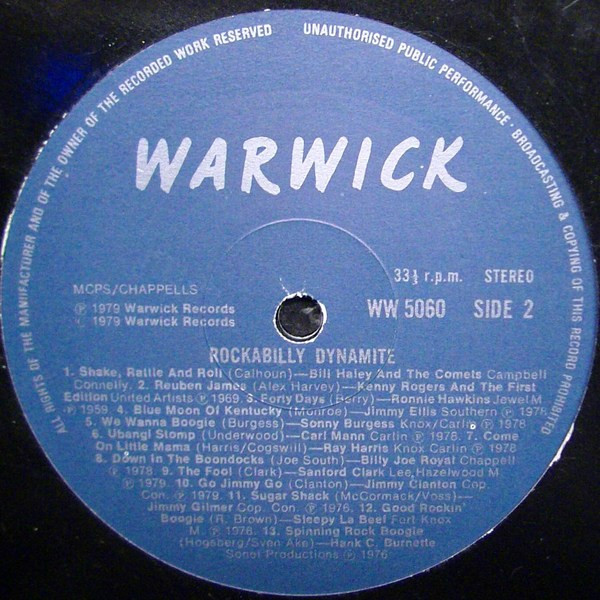 ALL RIGHTS OF THE MANUFACTURER AND OF THE OWNER OF THE RECORDED WORK RESERVED
UNAUTHORISED PUBLIC PERFORMANCE · BROADCASTING & COPYING OF THIS RECORD PROHIBITED
WARWICK
33⅓ r.p.m. STEREO
MCPS/CHAPPELLS
WW 5060 SIDE 2
℗ 1979 Warwick Records
1979 Warwick Records
ROCKABILLY DYNAMITE
1. Shake, Rattle And Roll (Calhoun)—Bill Haley And The Comets Campbell
Connelly. 2. Reuben James (Alex Harvey)—Kenny Rogers And The First
Edition United Artists ℗ 1969. 3. Forty Days (Berry)—Ronnie Hawkins Jewel M.
℗ 1959. 4. Blue Moon Of Kentucky (Monroe)—Jimmy Ellis Southern ℗ 1978
5. We Wanna Boogie (Burgess)—Sonny Burgess Knox/Carlin ℗
6. Ubangi Stomp (Underwood)—Carl Mann Carlin ℗ 1978. 7. Come
On Little Mama (Harris/Cogswill)—Ray Harris Knox Carlin ℗ 1976
8. Down In The Boondocks (Joe South)—Billy Joe Royal Chappell
℗ 1978. 9. The Fool (Clark)—Sanford Clark Lee Hazelwood M.
℗ 1979. 10. Go Jimmy Go (Clanton)—Jimmy Clanton Cop.
Con. ℗ 1979. 11. Sugar Shack (McCormack/Voss)—
Jimmy Gilmer Cop. Con. ℗ 1976. 12. Good Rockin'
Boogie (R. Brown)—Sleepy La Beef Fort Knox
M. ℗ 1978. 13. Spinning Rock Boogie
(Hogsberg/Sven Ake)—Hank C. Burnette
Sonet Productions ℗ 1976